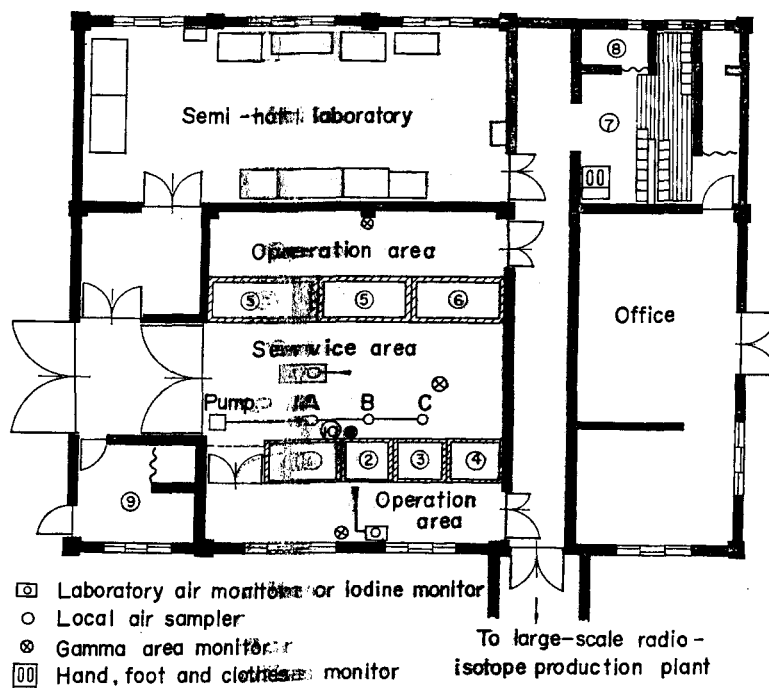 ⑧
⑦
Semi-hot laboratory
Operation area
⑤ ⑤ ⑥
Office
Service area
Pump A B C
② ③ ④
⑨
Operation
area
Laboratory air monitor or iodine monitor
Local air sampler
Gamma area monitor
Hand, foot and clothes monitor
To large-scale radio-
isotope production plant